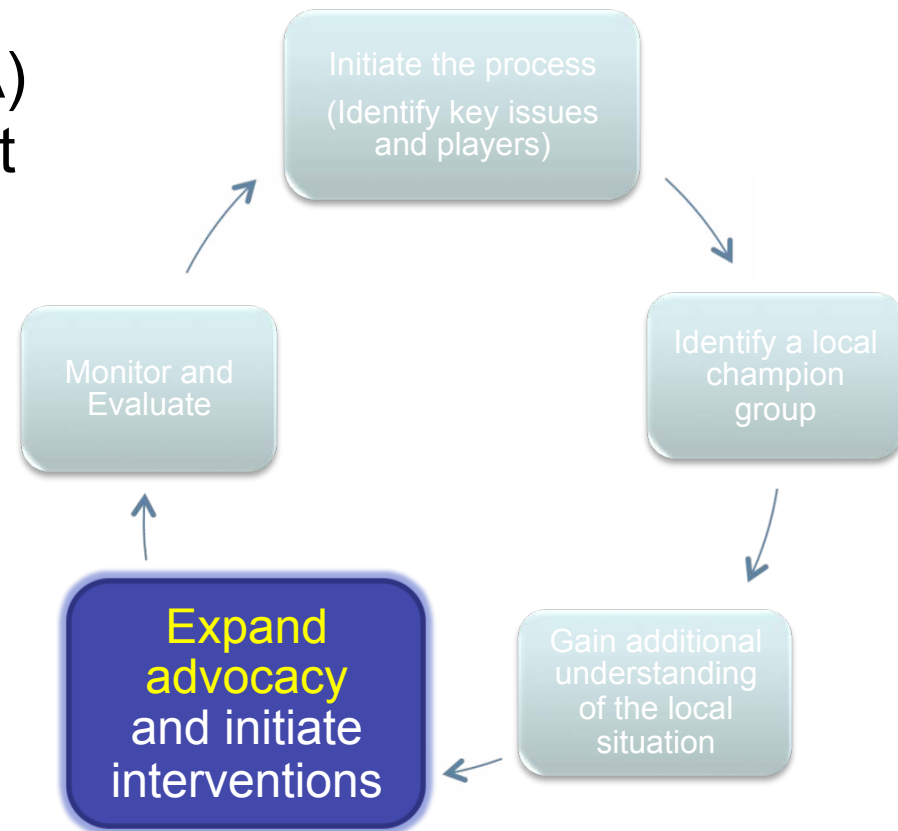 A)
t
Initiate the process
(Identify key issues
and players)
Identify a local
champion
group
Gain additional
understanding
of the local
situation
Expand
advocacy
and initiate
interventions
Monitor and
Evaluate